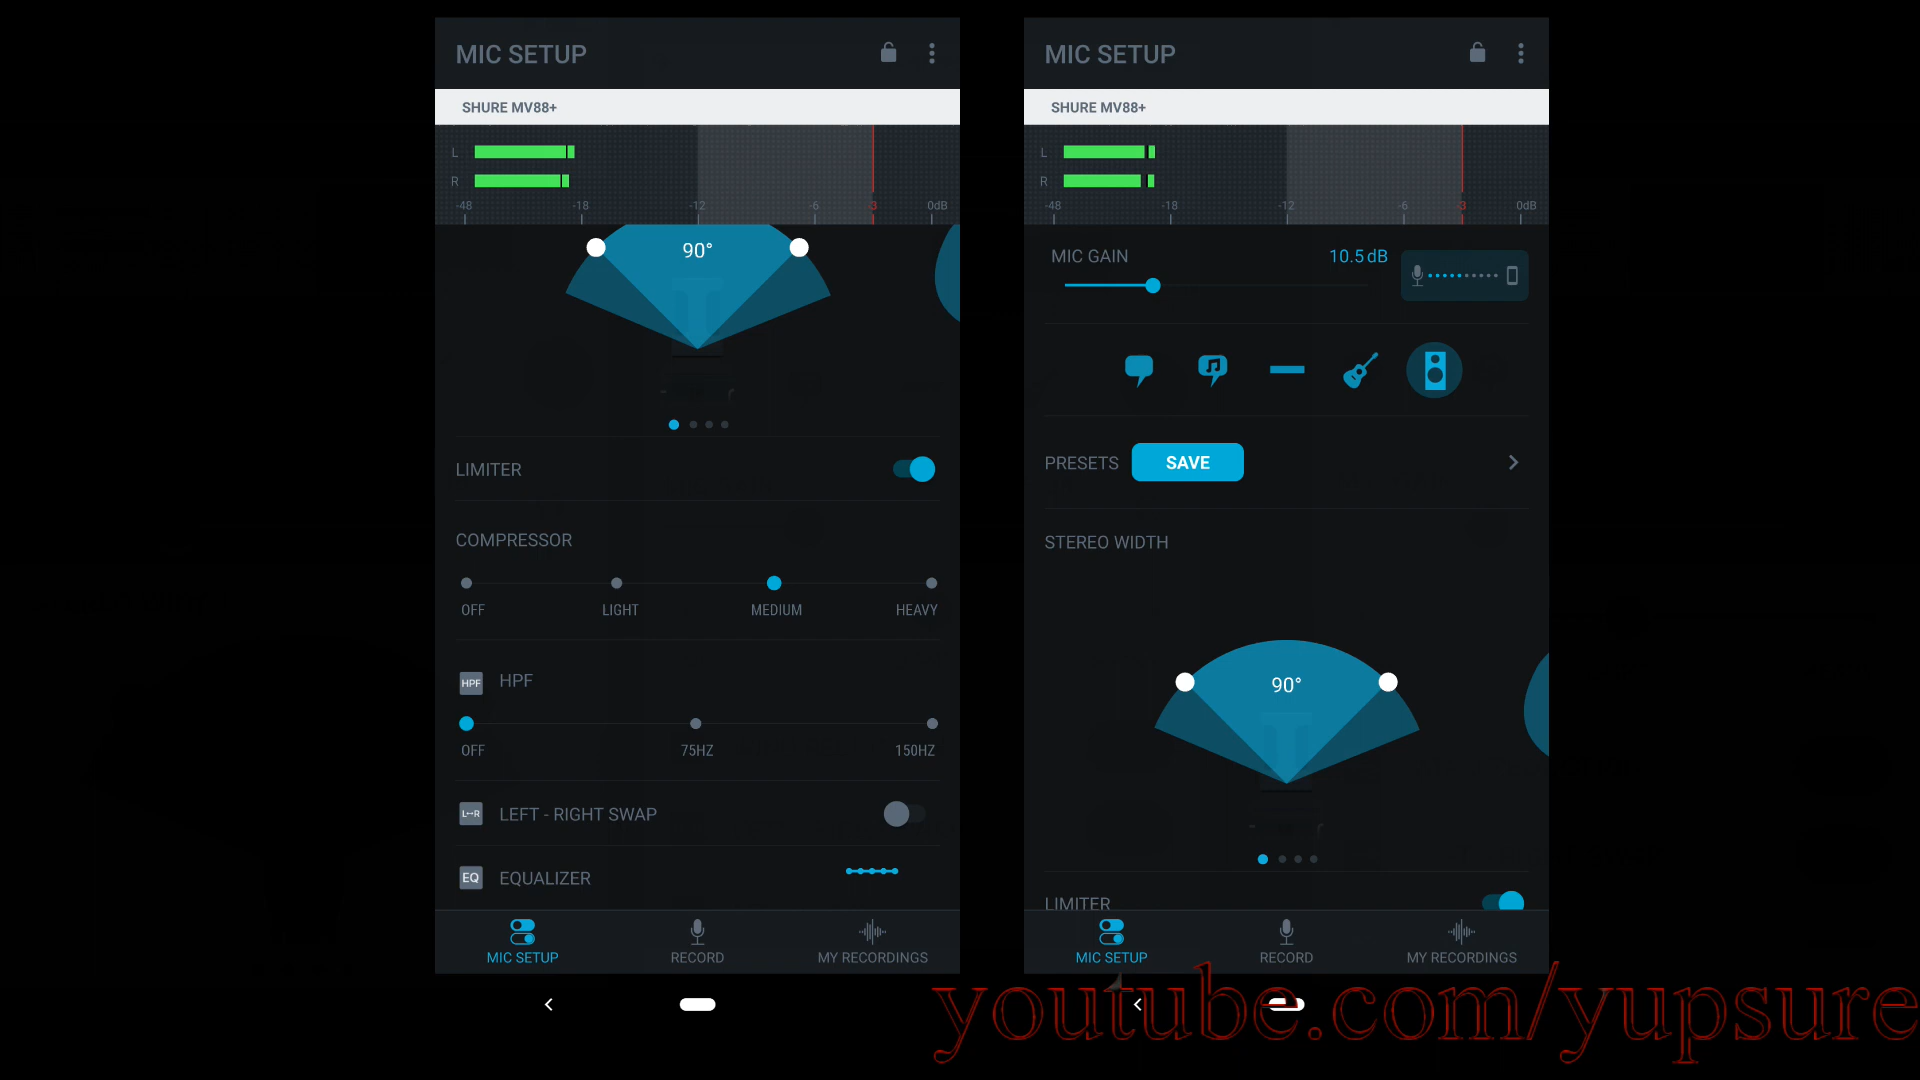 MIC SETUP
SHURE MV88+
L
R
-48 -18 -12 -6 -3 0dB
90°
LIMITER
COMPRESSOR
OFF LIGHT MEDIUM HEAVY
HPF HPF
OFF 75HZ 150HZ
L↔R LEFT - RIGHT SWAP
EQ EQUALIZER
MIC SETUP RECORD MY RECORDINGS
MIC SETUP
SHURE MV88+
L
R
-48 -18 -12 -6 -3 0dB
MIC GAIN 10.5 dB
PRESETS SAVE
STEREO WIDTH
90°
LIMITER
MIC SETUP RECORD MY RECORDINGS
youtube.com/yupsure